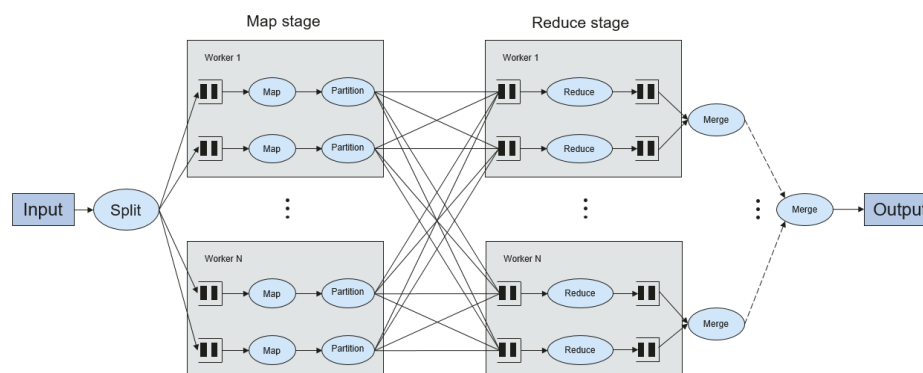 Map stage
Reduce stage
Worker 1
Map
Partition
Map
Partition
Worker 1
Reduce
Reduce
Merge
Input
Split
Merge
Output
Worker N
Map
Partition
Map
Partition
Worker N
Reduce
Reduce
Merge